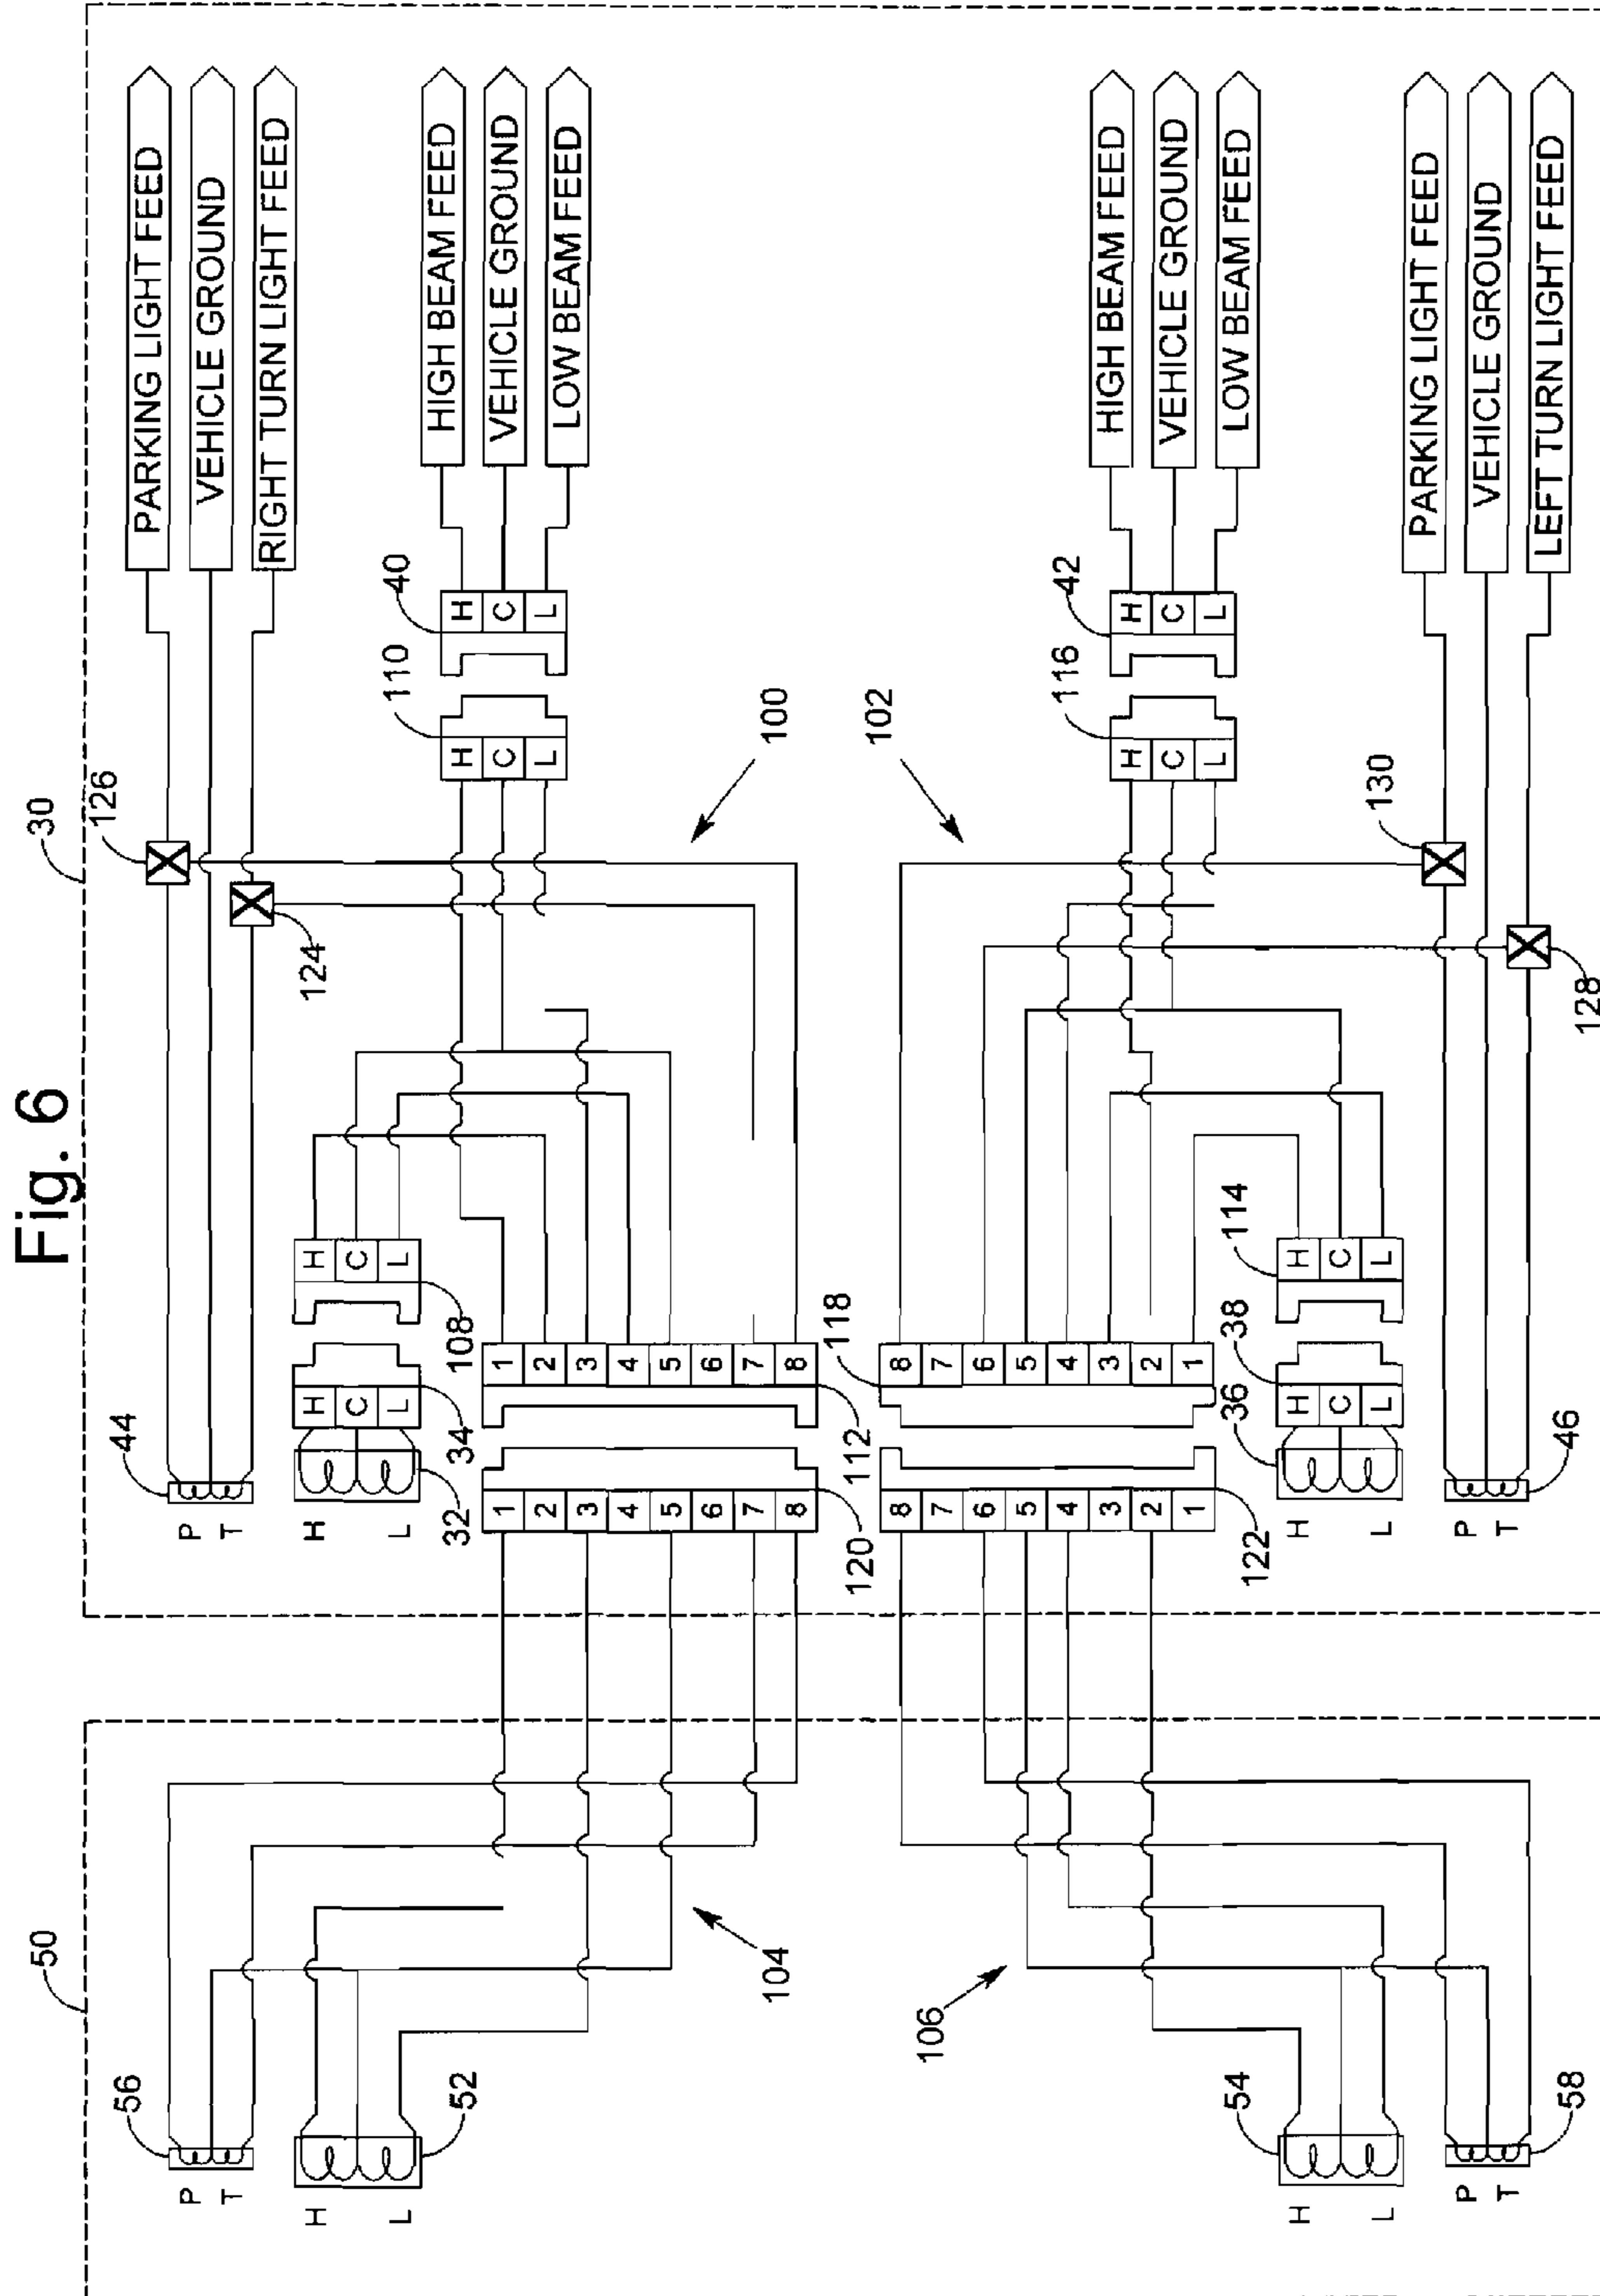 Fig. 6
30
126
124
PARKING LIGHT FEED
VEHICLE GROUND
RIGHT TURN LIGHT FEED
HIGH BEAM FEED
VEHICLE GROUND
LOW BEAM FEED
40
H
C
L
110
H
C
L
100
44
P
T
H
L
32
H
C
L
34
H
C
L
108
1
2
3
4
5
6
7
8
112
1
2
3
4
5
6
7
8
120
HIGH BEAM FEED
VEHICLE GROUND
LOW BEAM FEED
42
H
C
L
116
H
C
L
102
PARKING LIGHT FEED
VEHICLE GROUND
LEFT TURN LIGHT FEED
130
128
118
8
7
6
5
4
3
2
1
8
7
6
5
4
3
2
1
122
114
H
C
L
38
H
C
L
36
H
L
46
P
T
50
56
P
T
52
H
L
104
106
54
H
L
58
P
T